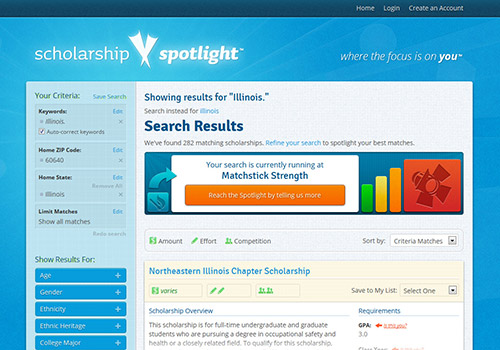 Home Login Create an Account
scholarship spotlight™
where the focus is on you™
Your Criteria: Save Search
Keywords: Edit
Illinois.
Auto-correct keywords
Home ZIP Code: Edit
60640
Home State: Edit
Remove All
Illinois
Limit Matches Edit
Show all matches
Redo search
Show Results For:
Age
Gender
Ethnicity
Ethnic Heritage
College Major
Showing results for "Illinois."
Search instead for Illinois
Search Results
We've found 282 matching scholarships. Refine your search to spotlight your best matches.
Your search is currently running at
Matchstick Strength
Reach the Spotlight by telling us more
Amount Effort Competition
Sort by: Criteria Matches
Northeastern Illinois Chapter Scholarship
$ varies
Save to My List: Select One
Scholarship Overview
This scholarship is for full-time undergraduate and graduate
students who are pursuing a degree in occupational safety and
health or a closely related field. To qualify for this scholarship,
Requirements
GPA: Is this you?
3.0